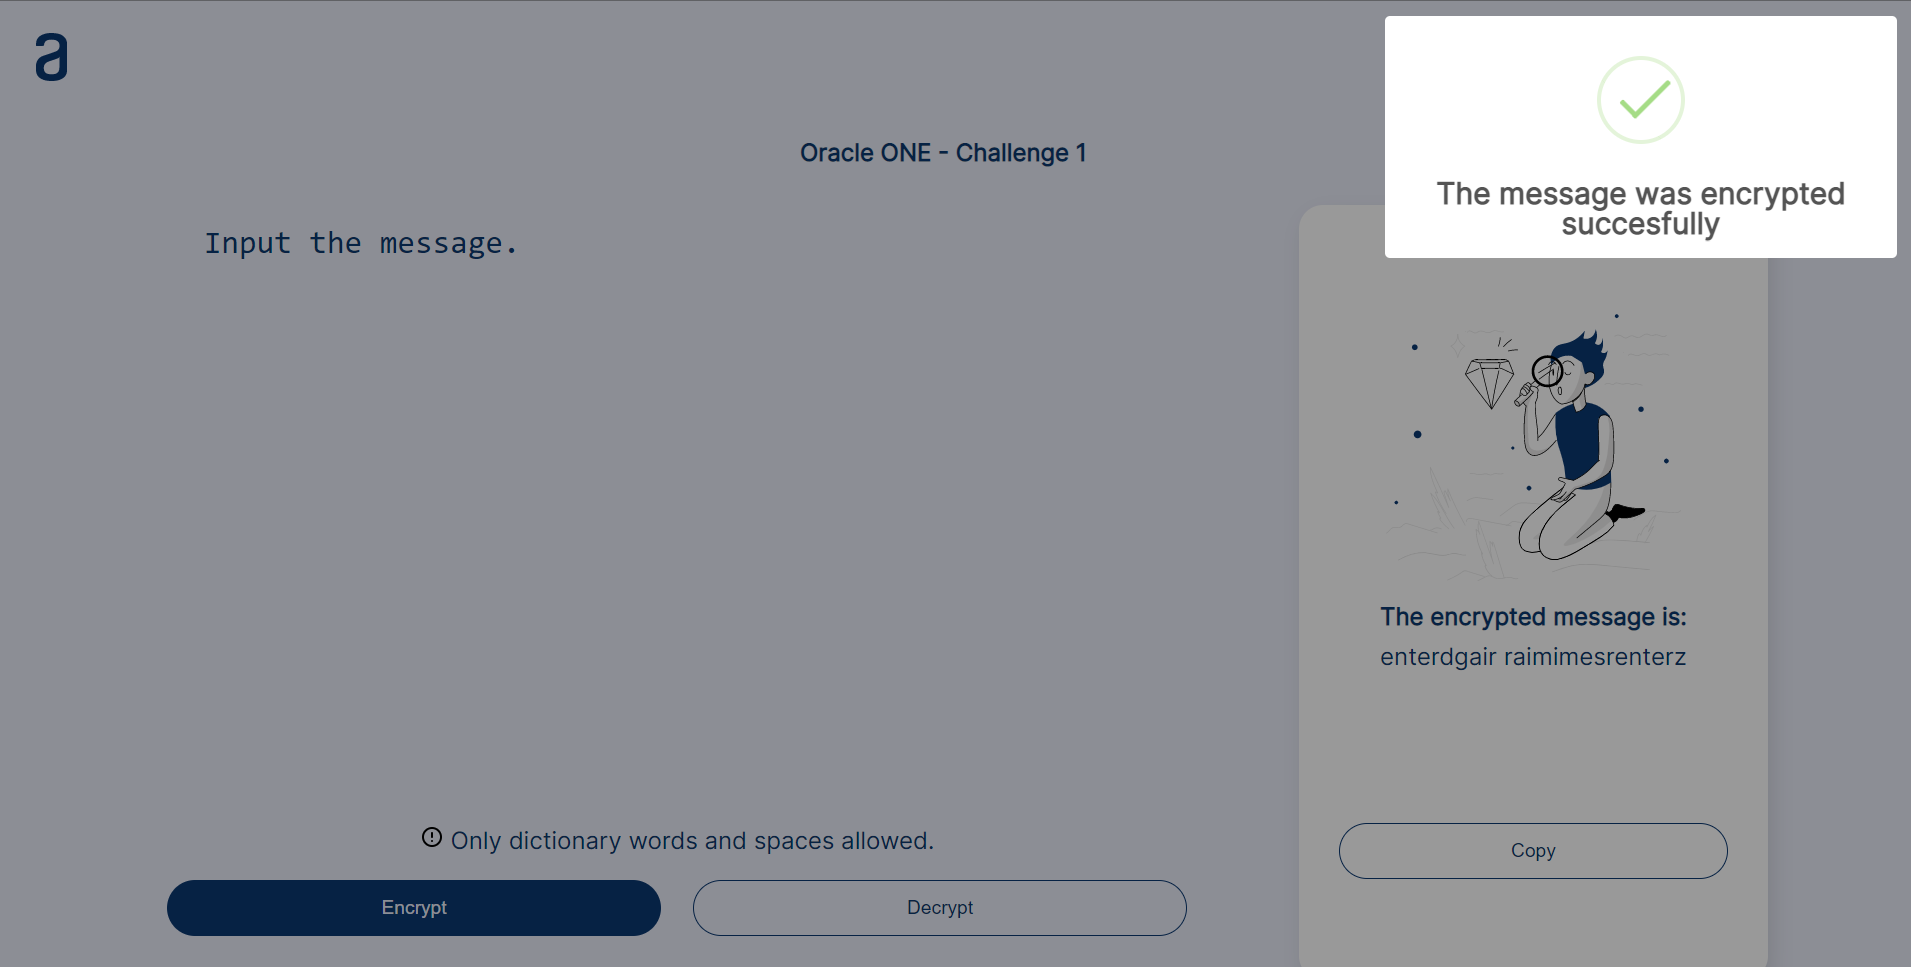 a
Oracle ONE - Challenge 1
The message was encrypted
succesfully
Input the message.
The encrypted message is:
enterdgair raimimesrenterz
Only dictionary words and spaces allowed.
Encrypt
Decrypt
Copy